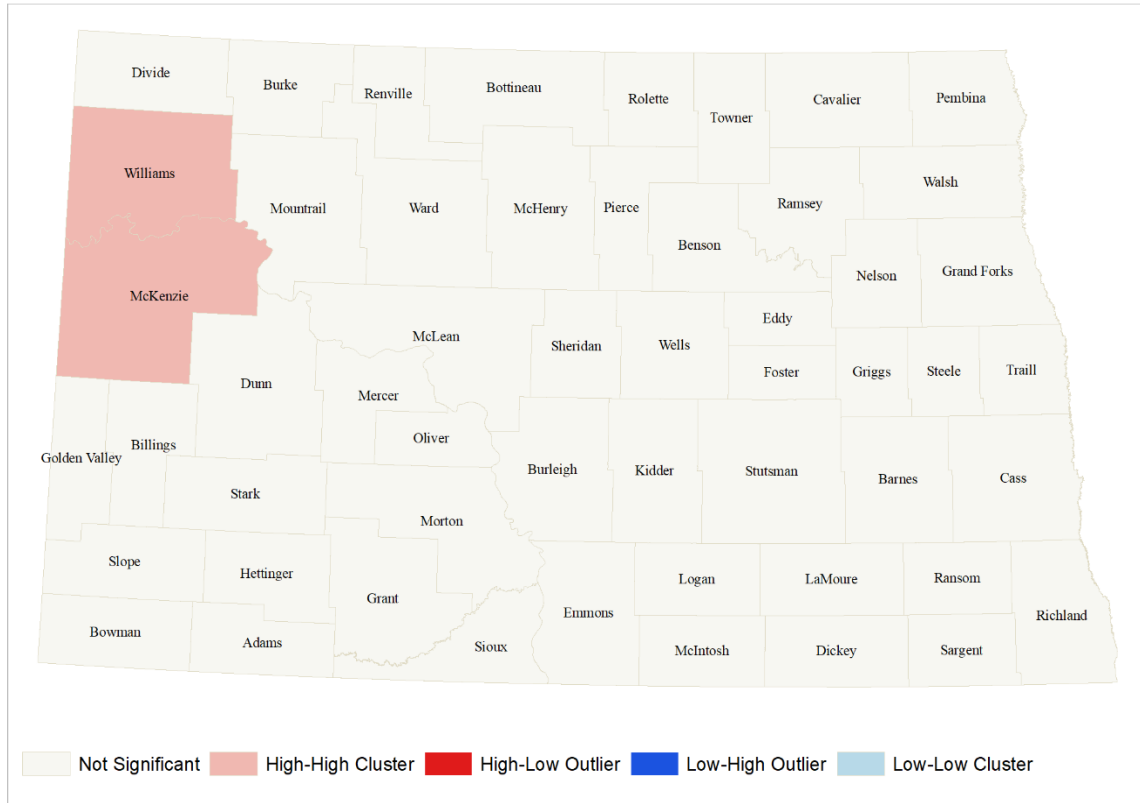 Divide
Burke
Renville
Bottineau
Rolette
Towner
Cavalier
Pembina
Williams
Mountrail
Ward
McHenry
Pierce
Benson
Ramsey
Walsh
McKenzie
Nelson
Grand Forks
McLean
Sheridan
Wells
Eddy
Foster
Griggs
Steele
Traill
Dunn
Mercer
Oliver
Golden Valley
Billings
Stark
Burleigh
Kidder
Stutsman
Barnes
Cass
Morton
Slope
Hettinger
Grant
Logan
LaMoure
Ransom
Richland
Bowman
Adams
Sioux
Emmons
McIntosh
Dickey
Sargent
Not Significant High-High Cluster High-Low Outlier Low-High Outlier Low-Low Cluster